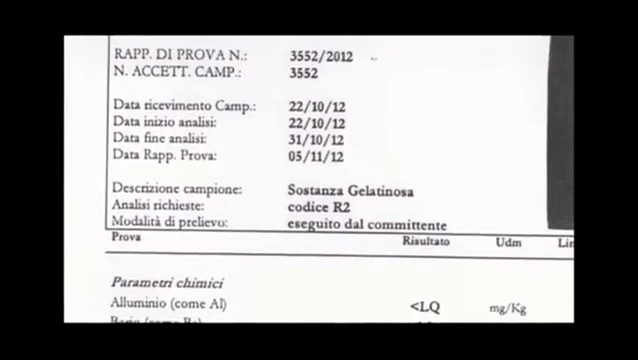 RAPP. DI PROVA N.: 3552/2012
N. ACCETT. CAMP.: 3552
Data ricevimento Camp.: 22/10/12
Data inizio analisi: 22/10/12
Data fine analisi: 31/10/12
Data Rapp. Prova: 05/11/12
Descrizione campione: Sostanza Gelatinosa
Analisi richieste: codice R2
Modalità di prelievo: eseguito dal committente
Prova Risultato Udm
Parametri chimici
Alluminio (come Al) <LQ mg/Kg